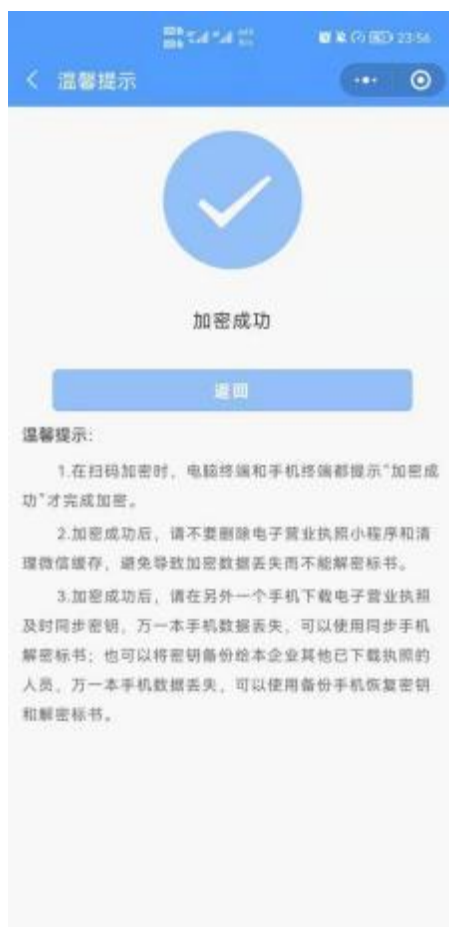 23:56
温馨提示
加密成功
返回
温馨提示:
1.在扫码加密时，电脑终端和手机终端都提示“加密成
功”才完成加密。
2.加密成功后，请不要删除电子营业执照小程序和清
理微信缓存，避免导致加密数据丢失而不能解密标书。
3.加密成功后，请在另外一个手机下载电子营业执照
及时同步密钥，万一本手机数据丢失，可以使用同步手机
解密标书；也可以将密钥备份给本企业其他已下载执照的
人员，万一本手机数据丢失，可以使用备份手机恢复密钥
和解密标书。